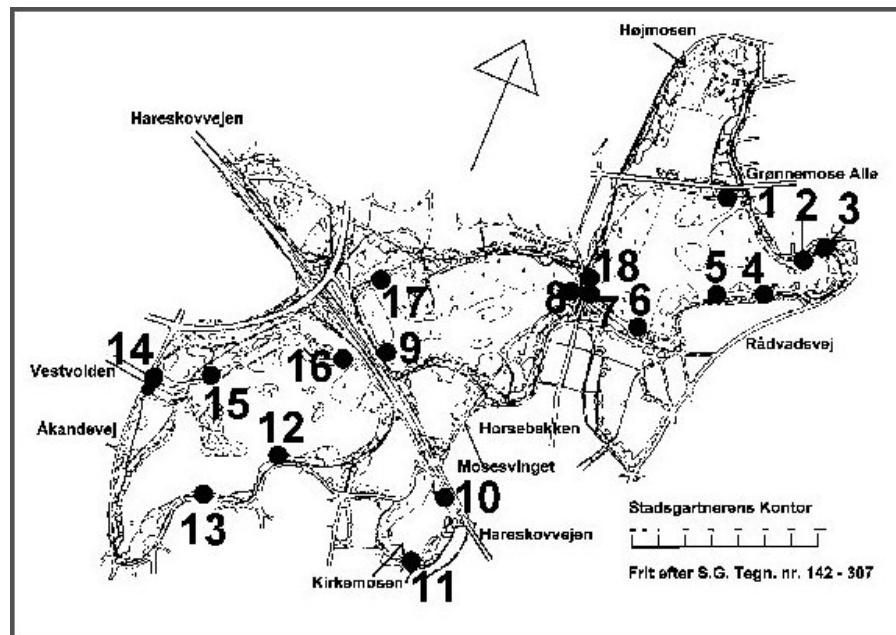 Højmosen
Hareskovvejen
Grønnemose Alle
1
2
3
18
17
8
7
6
5
4
Rådvadsvej
14
Vestvolden
15
16
9
Åkandevej
12
Horsebakken
Mosesvinget
13
10
Stadsgartnerens Kontor
Hareskovvejen
Kirkemosen
11
Frit efter S.G. Tegn. nr. 142 - 307